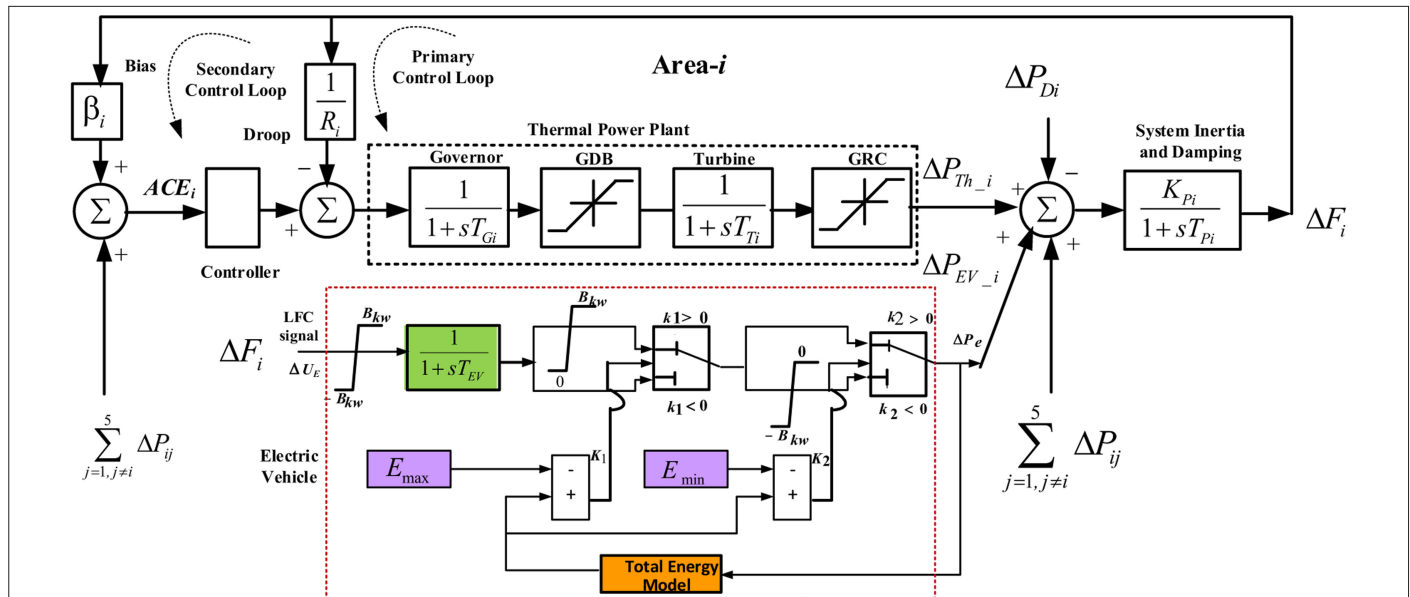 Area-i
Bias
Secondary
Control Loop
Primary
Control Loop
β_i
1
R_i
Droop
+
+
Σ
ACE_i
Controller
−
+
Σ
Thermal Power Plant
Governor
1
1+sT_Gi
GDB
Turbine
1
1+sT_Ti
GRC
ΔP_Th_i
ΔP_Di
+
−
Σ
+
+
ΔP_EV_i
System Inertia
and Damping
K_Pi
1+sT_Pi
ΔF_i
5
Σ ΔP_ij
j=1, j≠i
5
Σ ΔP_ij
j=1, j≠i
ΔF_i
LFC
signal
Δ U_E
B_kw
- B_kw
1
1+sT_EV
B_kw
0
k1> 0
k1< 0
0
- B_kw
k2 > 0
k2 < 0
ΔPe
Electric
Vehicle
E_max
-
+
K1
E_min
-
+
K2
Total Energy
Model